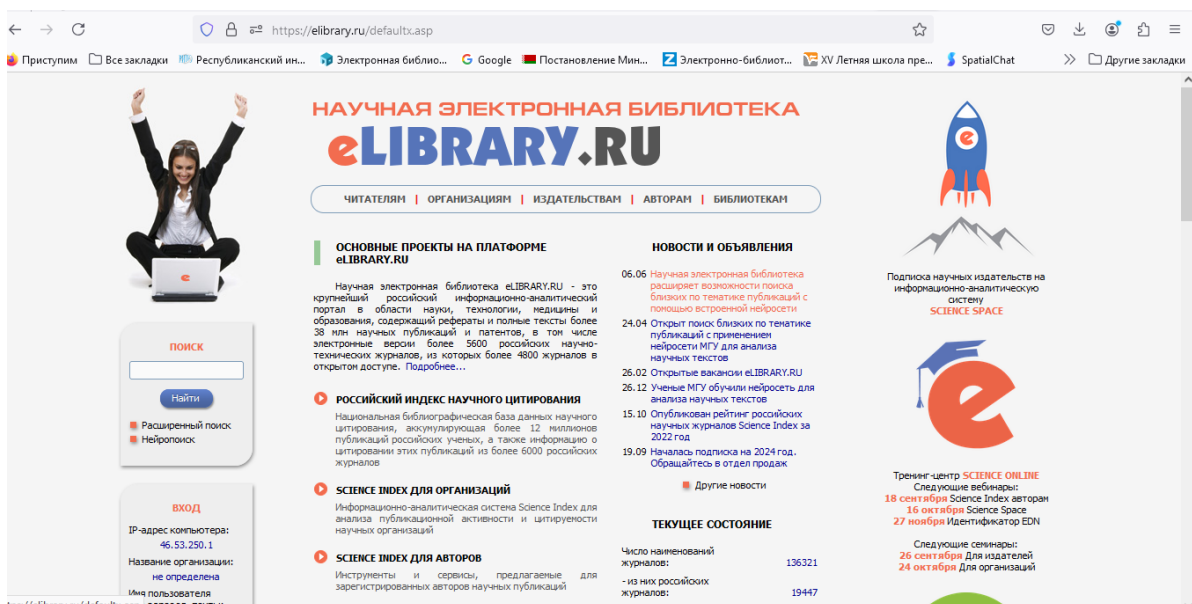 https://elibrary.ru/defaultx.asp
Приступим Все закладки Республиканский ин... Электронная библио... Google Постановление Мин... Электронно-библиот... XV Летняя школа пре... SpatialChat Другие закладки
НАУЧНАЯ ЭЛЕКТРОННАЯ БИБЛИОТЕКА
eLIBRARY.RU
ЧИТАТЕЛЯМ | ОРГАНИЗАЦИЯМ | ИЗДАТЕЛЬСТВАМ | АВТОРАМ | БИБЛИОТЕКАМ
ПОИСК
Найти
Расширенный поиск
Нейропоиск
ВХОД
IP-адрес компьютера:
46.53.250.1
Название организации:
не определена
Имя пользователя
ОСНОВНЫЕ ПРОЕКТЫ НА ПЛАТФОРМЕ
eLIBRARY.RU
Научная электронная библиотека eLIBRARY.RU - это
крупнейший российский информационно-аналитический
портал в области науки, технологии, медицины и
образования, содержащий рефераты и полные тексты более
38 млн научных публикаций и патентов, в том числе
электронные версии более 5600 российских научно-
технических журналов, из которых более 4800 журналов в
открытом доступе. Подробнее...
РОССИЙСКИЙ ИНДЕКС НАУЧНОГО ЦИТИРОВАНИЯ
Национальная библиографическая база данных научного
цитирования, аккумулирующая более 12 миллионов
публикаций российских ученых, а также информацию о
цитировании этих публикаций из более 6000 российских
журналов
SCIENCE INDEX ДЛЯ ОРГАНИЗАЦИЙ
Информационно-аналитическая система Science Index для
анализа публикационной активности и цитируемости
научных организаций
SCIENCE INDEX ДЛЯ АВТОРОВ
Инструменты и сервисы, предлагаемые для
зарегистрированных авторов научных публикаций
НОВОСТИ И ОБЪЯВЛЕНИЯ
06.06 Научная электронная библиотека
расширяет возможности поиска
близких по тематике публикаций с
помощью встроенной нейросети
24.04 Открыт поиск близких по тематике
публикаций с применением
нейросети МГУ для анализа
научных текстов
26.02 Открытые вакансии eLIBRARY.RU
26.12 Ученые МГУ обучили нейросеть для
анализа научных текстов
15.10 Опубликован рейтинг российских
научных журналов Science Index за
2022 год
19.09 Началась подписка на 2024 год.
Обращайтесь в отдел продаж
Другие новости
ТЕКУЩЕЕ СОСТОЯНИЕ
Число наименований
журналов: 136321
- из них российских
журналов: 19447
Подписка научных издательств на
информационно-аналитическую
систему
SCIENCE SPACE
Тренинг-центр SCIENCE ONLINE
Следующие вебинары:
18 сентября Science Index авторам
16 октября Science Space
27 ноября Идентификатор EDN
Следующие семинары:
26 сентября Для издателей
24 октября Для организаций